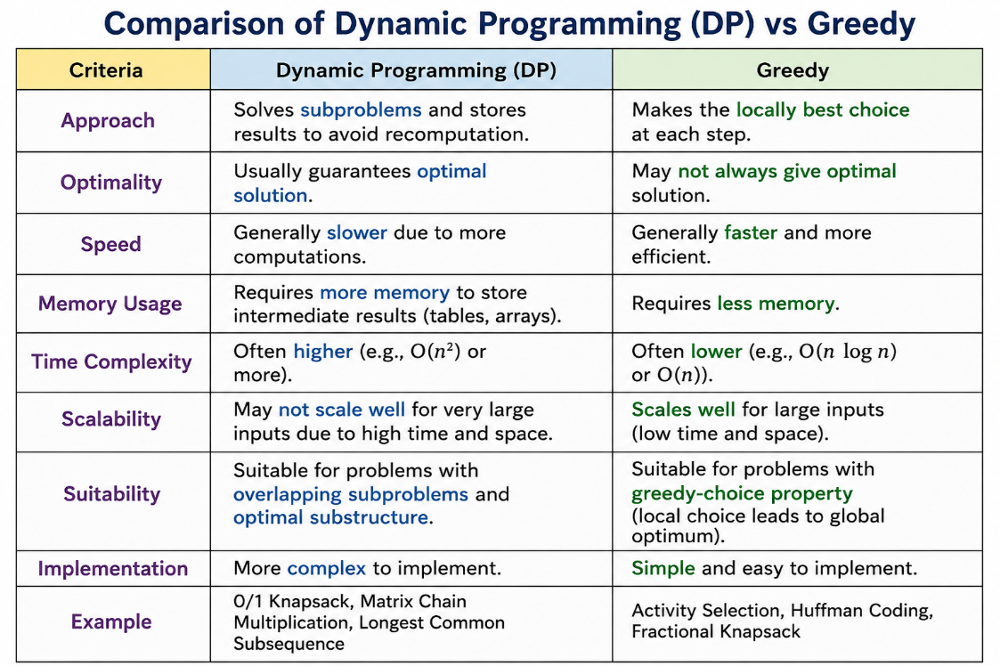 Comparison of Dynamic Programming (DP) vs Greedy
Criteria
Dynamic Programming (DP)
Greedy
Approach
Solves subproblems and stores
results to avoid recomputation.
Makes the locally best choice
at each step.
Optimality
Usually guarantees optimal
solution.
May not always give optimal
solution.
Speed
Generally slower due to more
computations.
Generally faster and more
efficient.
Memory Usage
Requires more memory to store
intermediate results (tables, arrays).
Requires less memory.
Time Complexity
Often higher (e.g., O(n²) or
more).
Often lower (e.g., O(n log n)
or O(n)).
Scalability
May not scale well for very large
inputs due to high time and space.
Scales well for large inputs
(low time and space).
Suitability
Suitable for problems with
overlapping subproblems and
optimal substructure.
Suitable for problems with
greedy-choice property
(local choice leads to global
optimum).
Implementation
More complex to implement.
Simple and easy to implement.
Example
0/1 Knapsack, Matrix Chain
Multiplication, Longest Common
Subsequence
Activity Selection, Huffman Coding,
Fractional Knapsack